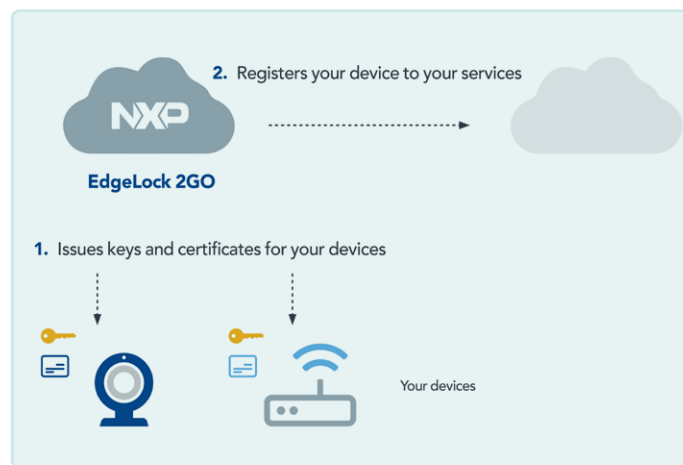 2. Registers your device to your services
NXP
EdgeLock 2GO
1. Issues keys and certificates for your devices
Your devices